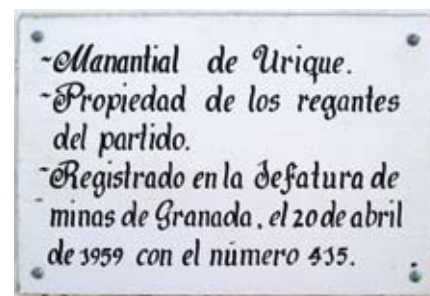 -Manantial de Urique.
-Propiedad de los regantes
del partido.
-Registrado en la Jefatura de
minas de Granada, el 20 de abril
de 1959 con el número 435.